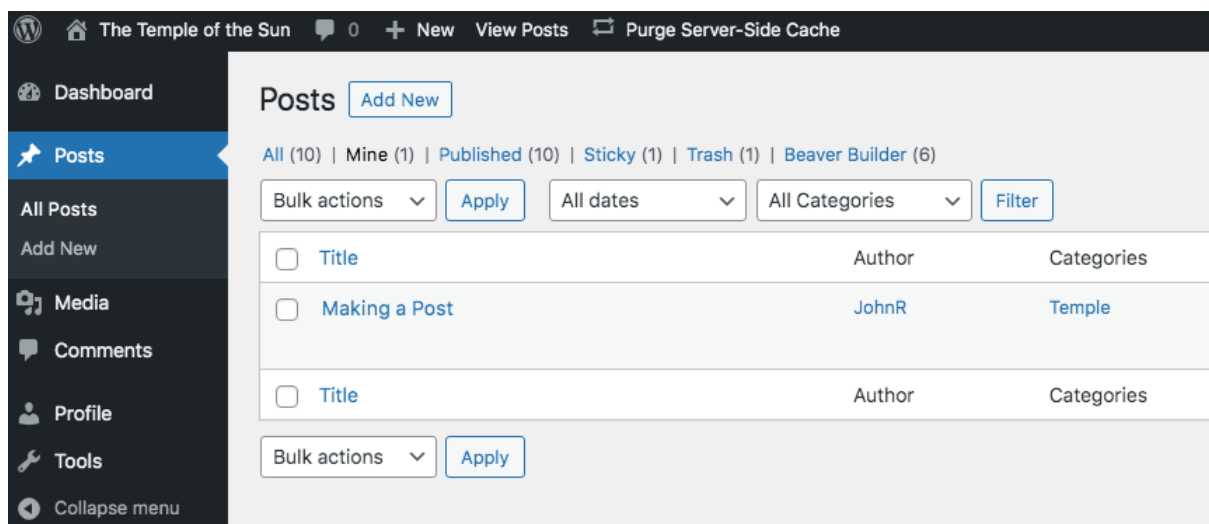 The Temple of the Sun 0 New View Posts Purge Server-Side Cache
Dashboard
Posts
All Posts
Add New
Media
Comments
Profile
Tools
Collapse menu
Posts Add New
All (10) | Mine (1) | Published (10) | Sticky (1) | Trash (1) | Beaver Builder (6)
Bulk actions Apply All dates All Categories Filter
Title Author Categories
Making a Post JohnR Temple
Title Author Categories
Bulk actions Apply